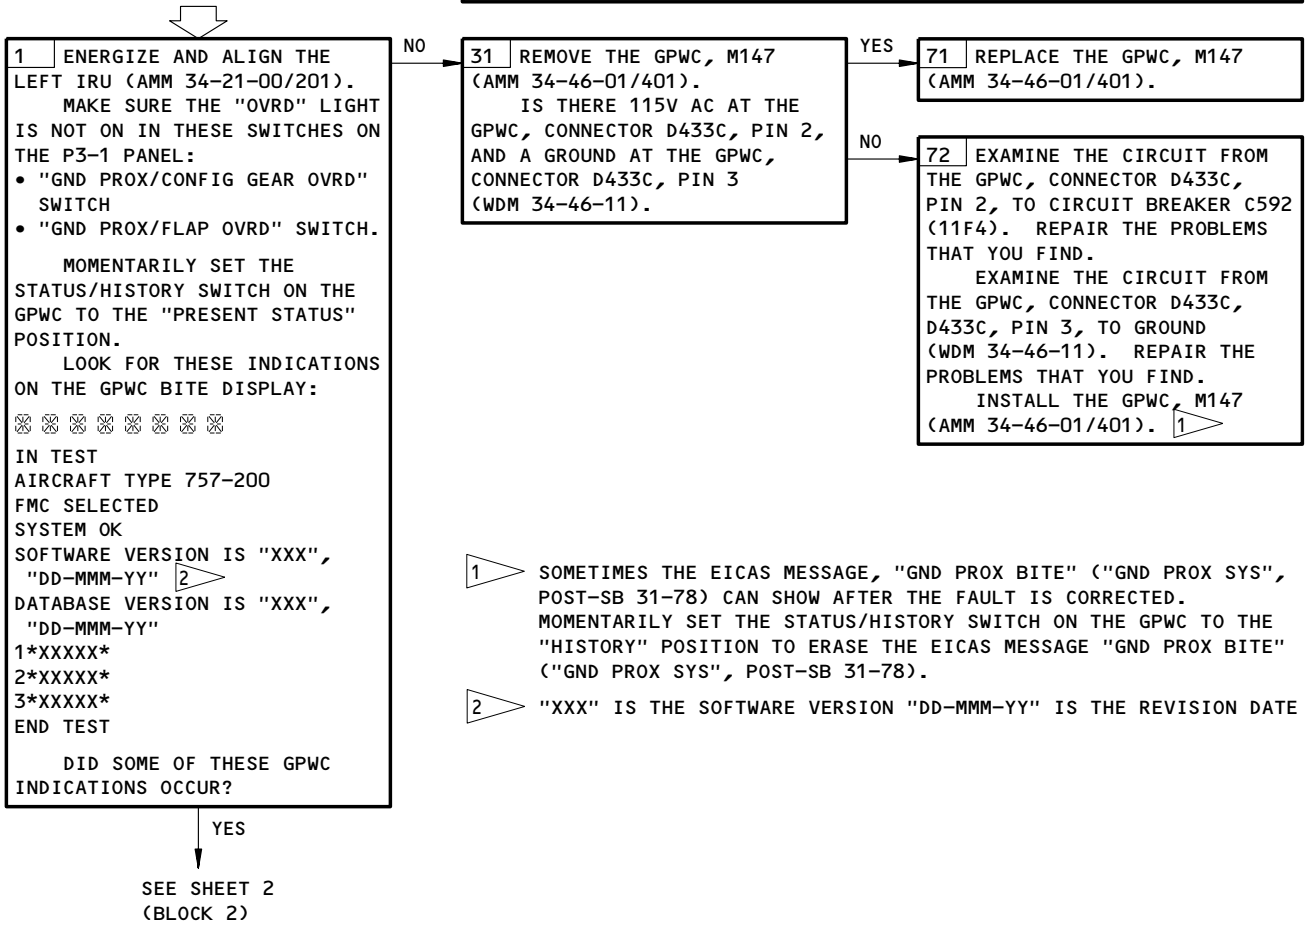 1 ENERGIZE AND ALIGN THE
LEFT IRU (AMM 34-21-00/201).
MAKE SURE THE "OVRD" LIGHT
IS NOT ON IN THESE SWITCHES ON
THE P3-1 PANEL:
• "GND PROX/CONFIG GEAR OVRD"
SWITCH
• "GND PROX/FLAP OVRD" SWITCH.
MOMENTARILY SET THE
STATUS/HISTORY SWITCH ON THE
GPWC TO THE "PRESENT STATUS"
POSITION.
LOOK FOR THESE INDICATIONS
ON THE GPWC BITE DISPLAY:
IN TEST
AIRCRAFT TYPE 757-200
FMC SELECTED
SYSTEM OK
SOFTWARE VERSION IS "XXX",
"DD-MMM-YY" 2
DATABASE VERSION IS "XXX",
"DD-MMM-YY"
1*XXXXX*
2*XXXXX*
3*XXXXX*
END TEST
DID SOME OF THESE GPWC
INDICATIONS OCCUR?
YES
SEE SHEET 2
(BLOCK 2)
NO
31 REMOVE THE GPWC, M147
(AMM 34-46-01/401).
IS THERE 115V AC AT THE
GPWC, CONNECTOR D433C, PIN 2,
AND A GROUND AT THE GPWC,
CONNECTOR D433C, PIN 3
(WDM 34-46-11).
YES
71 REPLACE THE GPWC, M147
(AMM 34-46-01/401).
NO
72 EXAMINE THE CIRCUIT FROM
THE GPWC, CONNECTOR D433C,
PIN 2, TO CIRCUIT BREAKER C592
(11F4). REPAIR THE PROBLEMS
THAT YOU FIND.
EXAMINE THE CIRCUIT FROM
THE GPWC, CONNECTOR D433C,
D433C, PIN 3, TO GROUND
(WDM 34-46-11). REPAIR THE
PROBLEMS THAT YOU FIND.
INSTALL THE GPWC, M147
(AMM 34-46-01/401). 1
1 SOMETIMES THE EICAS MESSAGE, "GND PROX BITE" ("GND PROX SYS",
POST-SB 31-78) CAN SHOW AFTER THE FAULT IS CORRECTED.
MOMENTARILY SET THE STATUS/HISTORY SWITCH ON THE GPWC TO THE
"HISTORY" POSITION TO ERASE THE EICAS MESSAGE "GND PROX BITE"
("GND PROX SYS", POST-SB 31-78).
2 "XXX" IS THE SOFTWARE VERSION "DD-MMM-YY" IS THE REVISION DATE